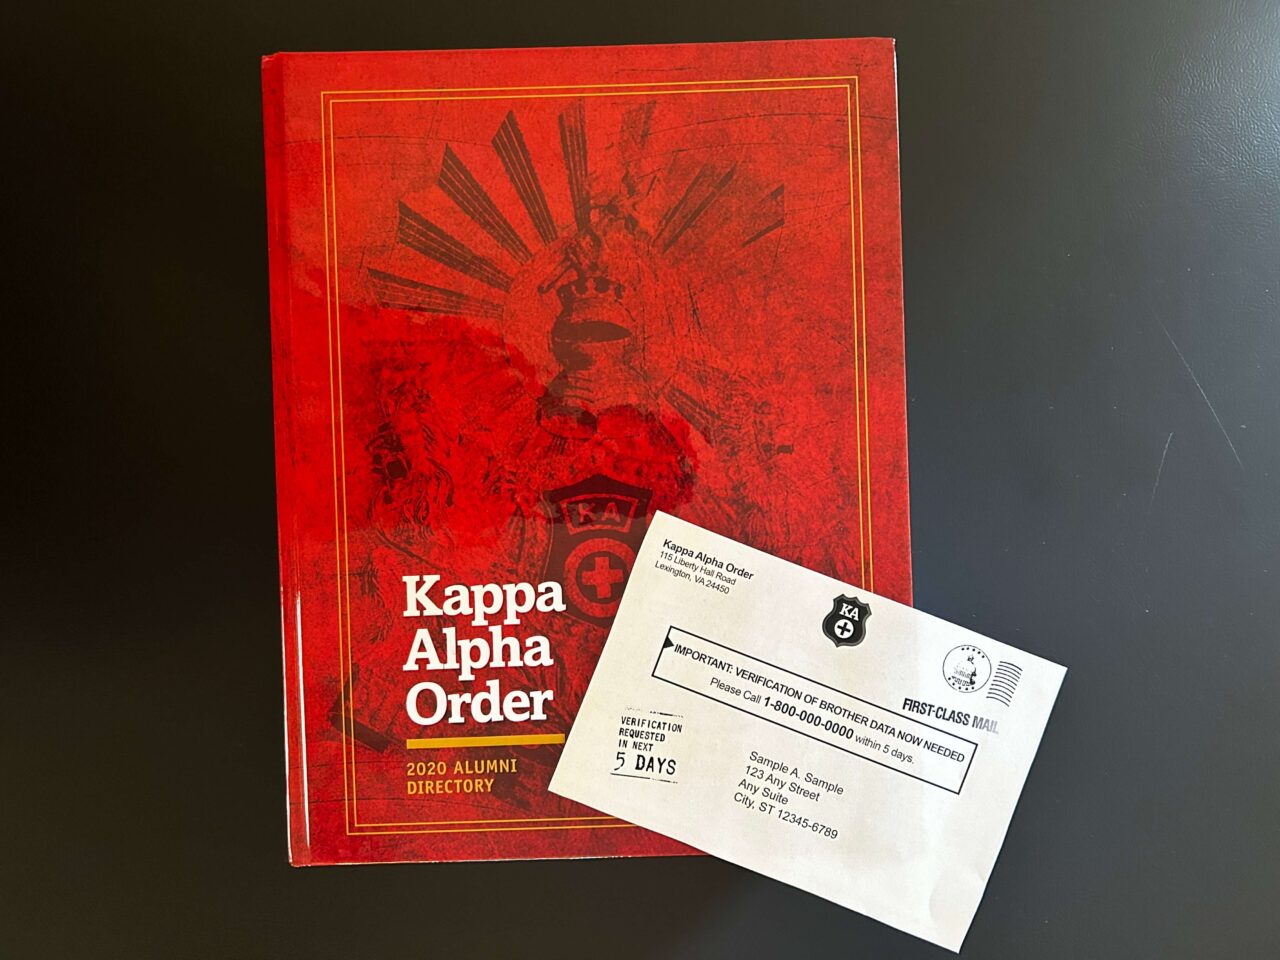 KA
Kappa
Alpha
Order
2020 ALUMNI
DIRECTORY
Kappa Alpha Order
115 Liberty Hall Road
Lexington, VA 24450
KA
FIRST-CLASS MAIL
IMPORTANT: VERIFICATION OF BROTHER DATA NOW NEEDED
Please Call 1-800-000-0000 within 5 days.
VERIFICATION
REQUESTED
IN NEXT
5 DAYS
Sample A. Sample
123 Any Street
Any Suite
City, ST 12345-6789